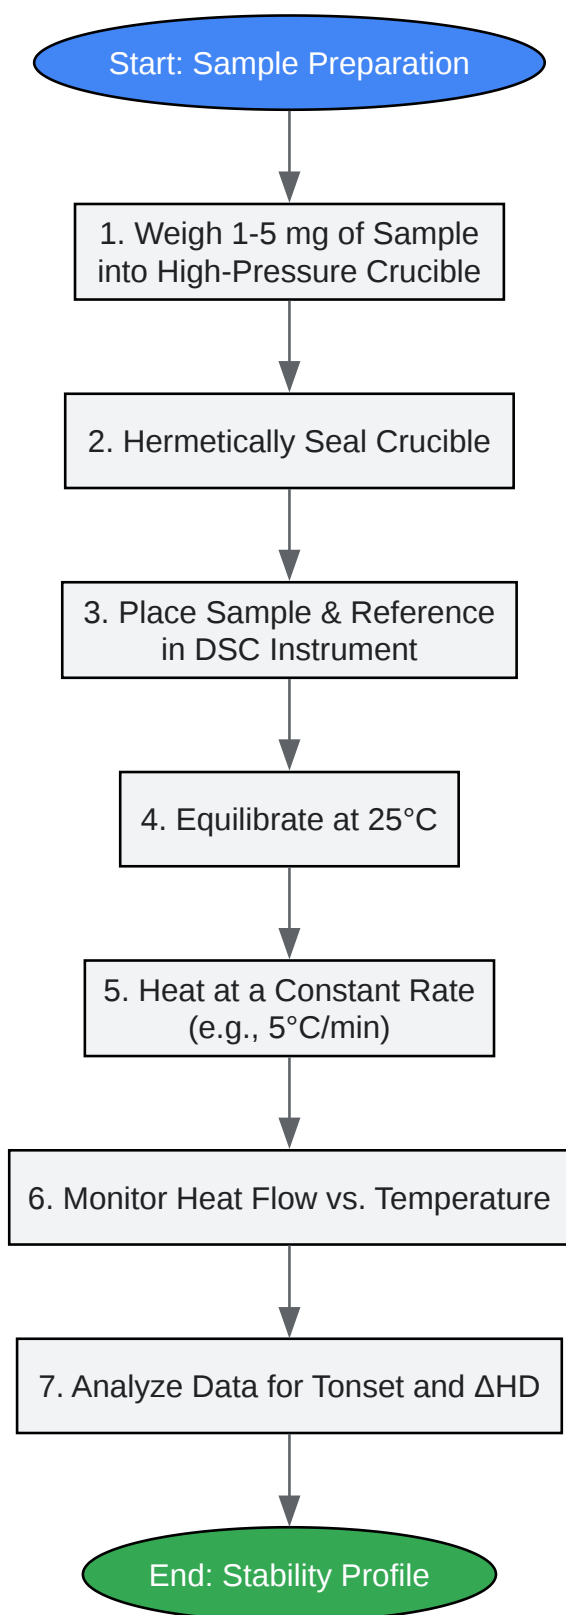 Start: Sample Preparation
1. Weigh 1-5 mg of Sample
into High-Pressure Crucible
2. Hermetically Seal Crucible
3. Place Sample & Reference
in DSC Instrument
4. Equilibrate at 25°C
5. Heat at a Constant Rate
(e.g., 5°C/min)
6. Monitor Heat Flow vs. Temperature
7. Analyze Data for Tonset and ΔHD
End: Stability Profile